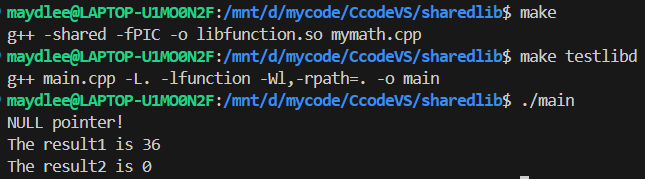 maydlee@LAPTOP-U1MO0N2F:/mnt/d/mycode/CcodeVS/sharedlib$ make
g++ -shared -fPIC -o libfunction.so mymath.cpp
maydlee@LAPTOP-U1MO0N2F:/mnt/d/mycode/CcodeVS/sharedlib$ make testlibd
g++ main.cpp -L. -lfunction -Wl,-rpath=. -o main
maydlee@LAPTOP-U1MO0N2F:/mnt/d/mycode/CcodeVS/sharedlib$ ./main
NULL pointer!
The result1 is 36
The result2 is 0